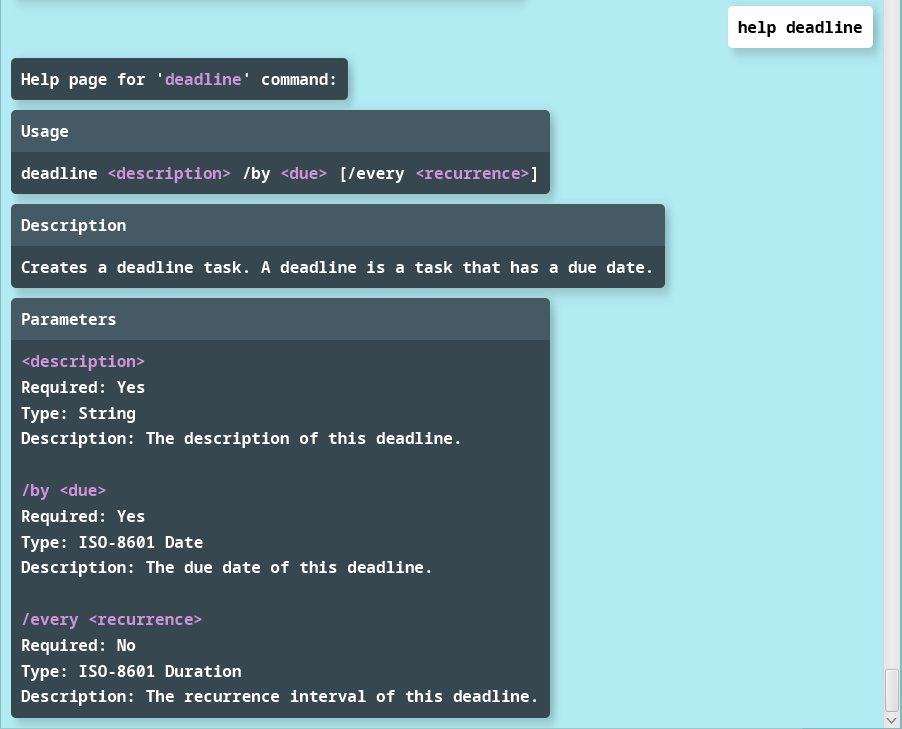 help deadline
Help page for 'deadline' command:
Usage
deadline <description> /by <due> [/every <recurrence>]
Description
Creates a deadline task. A deadline is a task that has a due date.
Parameters
<description>
Required: Yes
Type: String
Description: The description of this deadline.
/by <due>
Required: Yes
Type: ISO-8601 Date
Description: The due date of this deadline.
/every <recurrence>
Required: No
Type: ISO-8601 Duration
Description: The recurrence interval of this deadline.